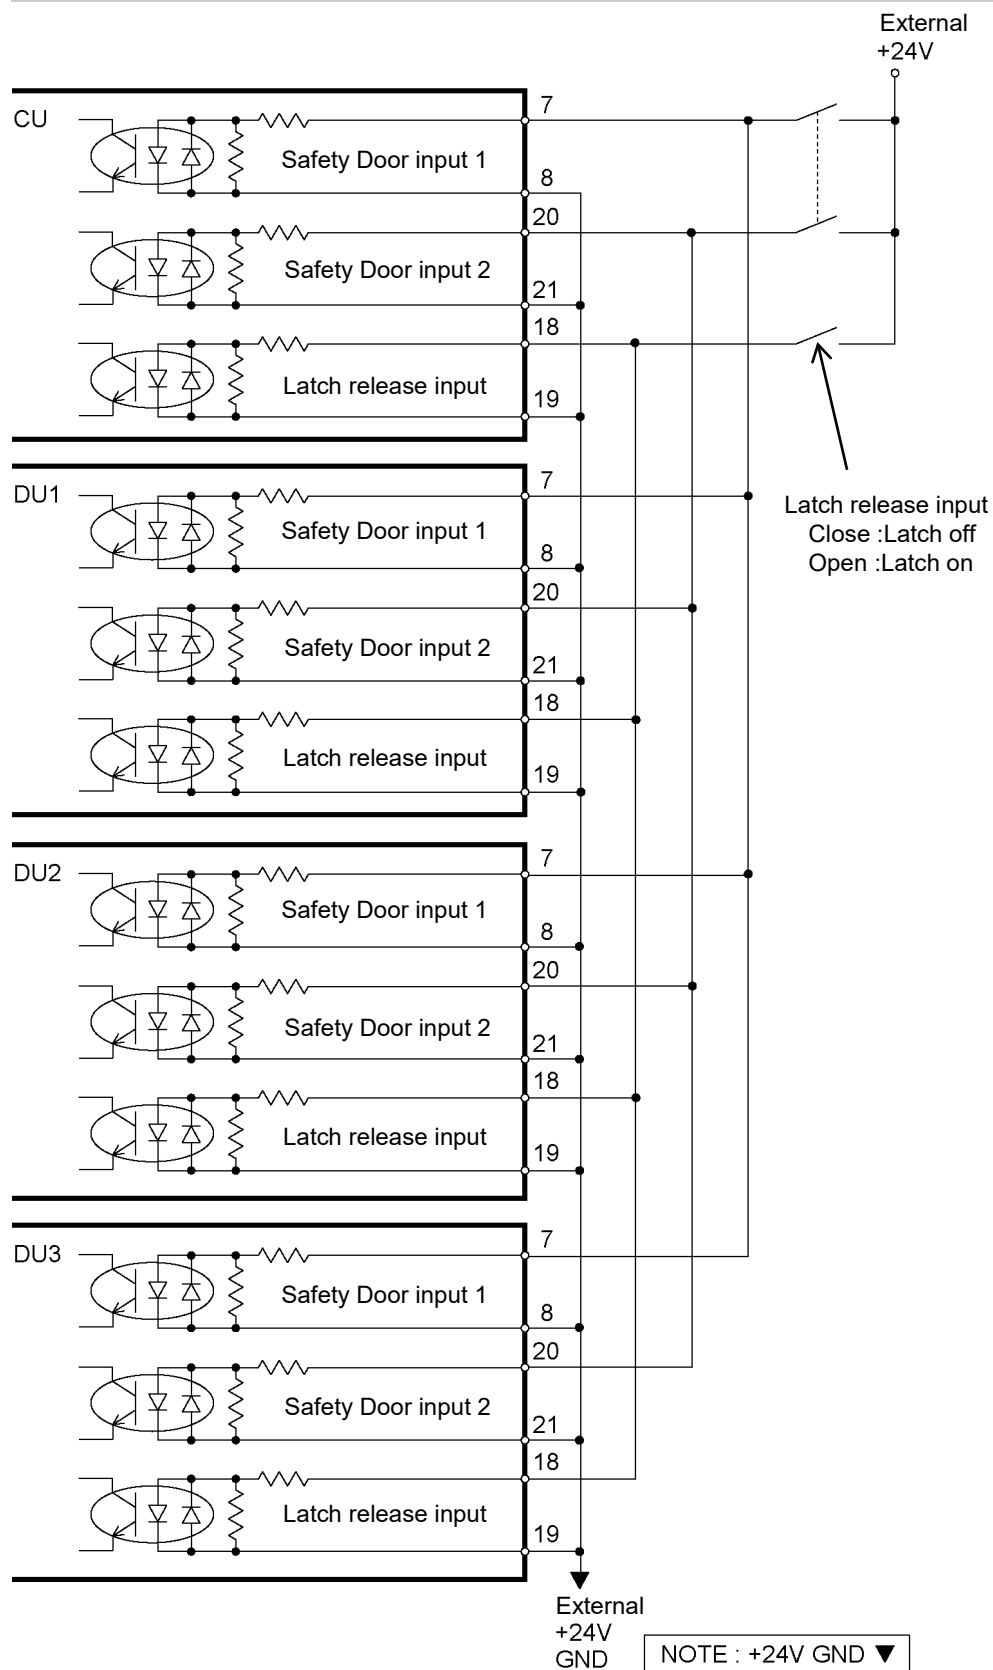 External
+24V
CU
7
Safety Door input 1
8
20
Safety Door input 2
21
18
Latch release input
19
DU1
7
Safety Door input 1
8
20
Safety Door input 2
21
18
Latch release input
19
Latch release input
Close :Latch off
Open :Latch on
DU2
7
Safety Door input 1
8
20
Safety Door input 2
21
18
Latch release input
19
DU3
7
Safety Door input 1
8
20
Safety Door input 2
21
18
Latch release input
19
External
+24V
GND
NOTE : +24V GND ▼